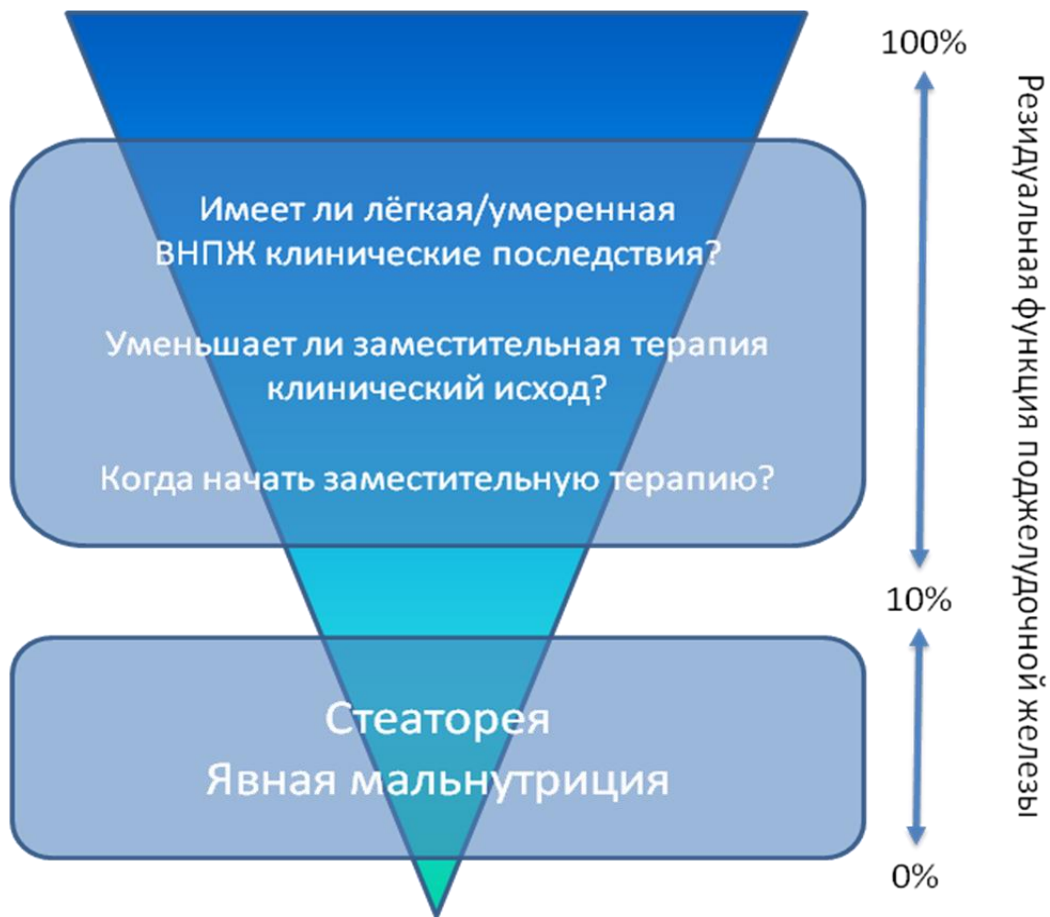 100%
Имеет ли лёгкая/умеренная
ВНПЖ клинические последствия?
Уменьшает ли заместительная терапия
клинический исход?
Когда начать заместительную терапию?
10%
Стеаторея
Явная мальнутриция
0%
Резидуальная функция поджелудочной железы